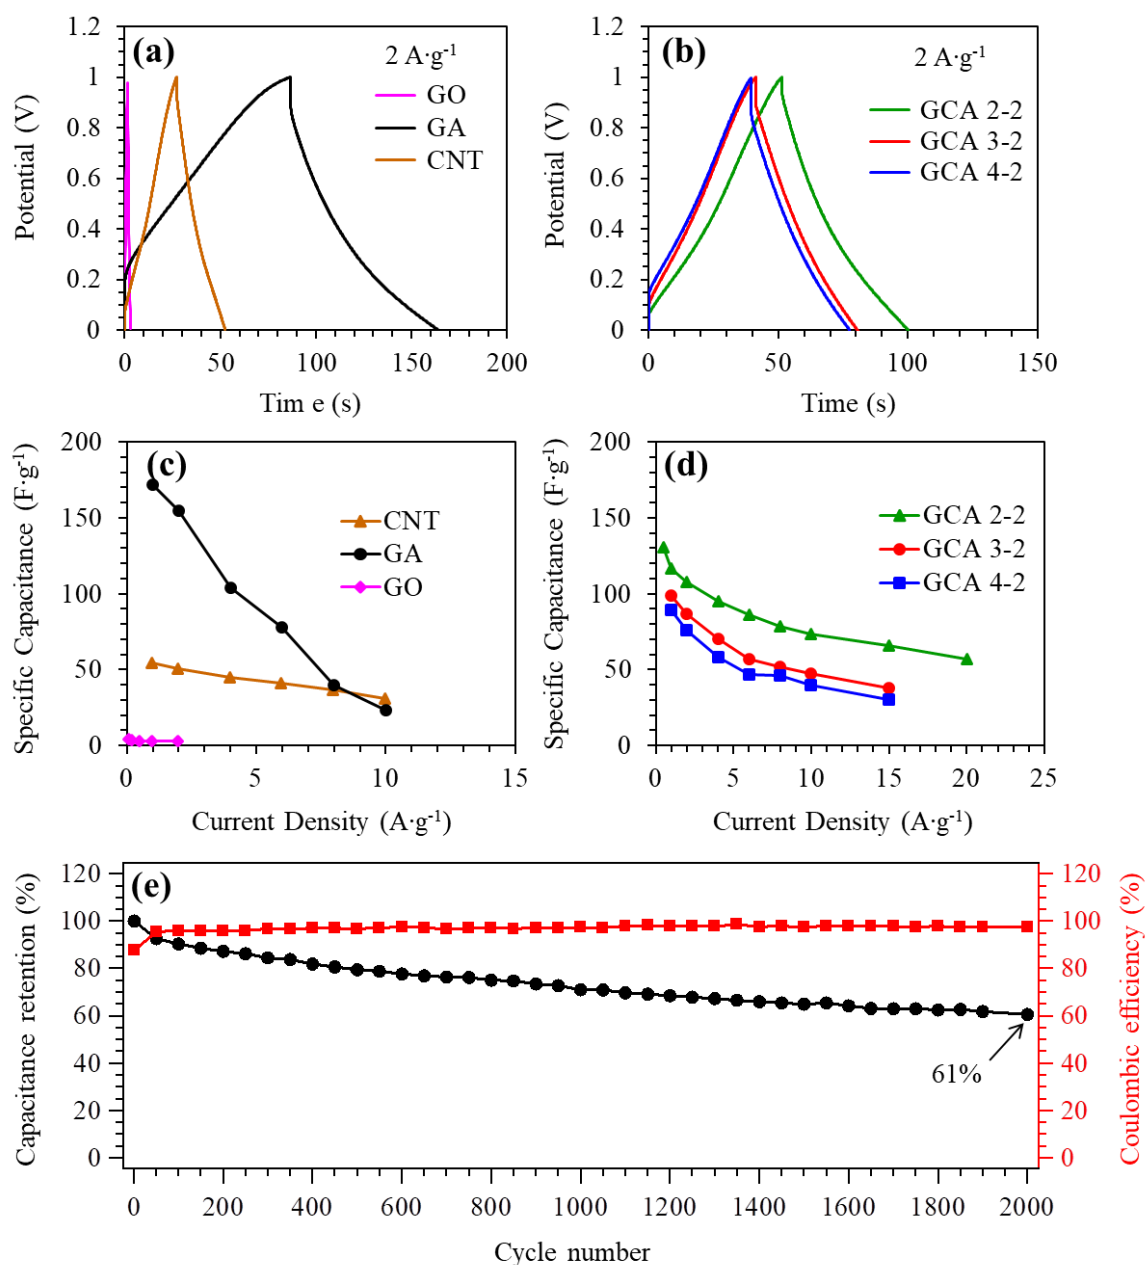 (a)
2 A·g⁻¹
GO
GA
CNT
Potential (V)
1.2
1
0.8
0.6
0.4
0.2
0
0 50 100 150 200
Tim e (s)
(b)
2 A·g⁻¹
GCA 2-2
GCA 3-2
GCA 4-2
Potential (V)
1.2
1
0.8
0.6
0.4
0.2
0
0 50 100 150
Time (s)
(c)
CNT
GA
GO
Specific Capacitance (F·g⁻¹)
200
150
100
50
0
0 5 10 15
Current Density (A·g⁻¹)
(d)
GCA 2-2
GCA 3-2
GCA 4-2
Specific Capacitance (F·g⁻¹)
200
150
100
50
0
0 5 10 15 20 25
Current Density (A·g⁻¹)
(e)
Capacitance retention (%)
120
100
80
60
40
20
0
61%
120
100
80
60
40
20
0
Coulombic efficiency (%)
0 200 400 600 800 1000 1200 1400 1600 1800 2000
Cycle number